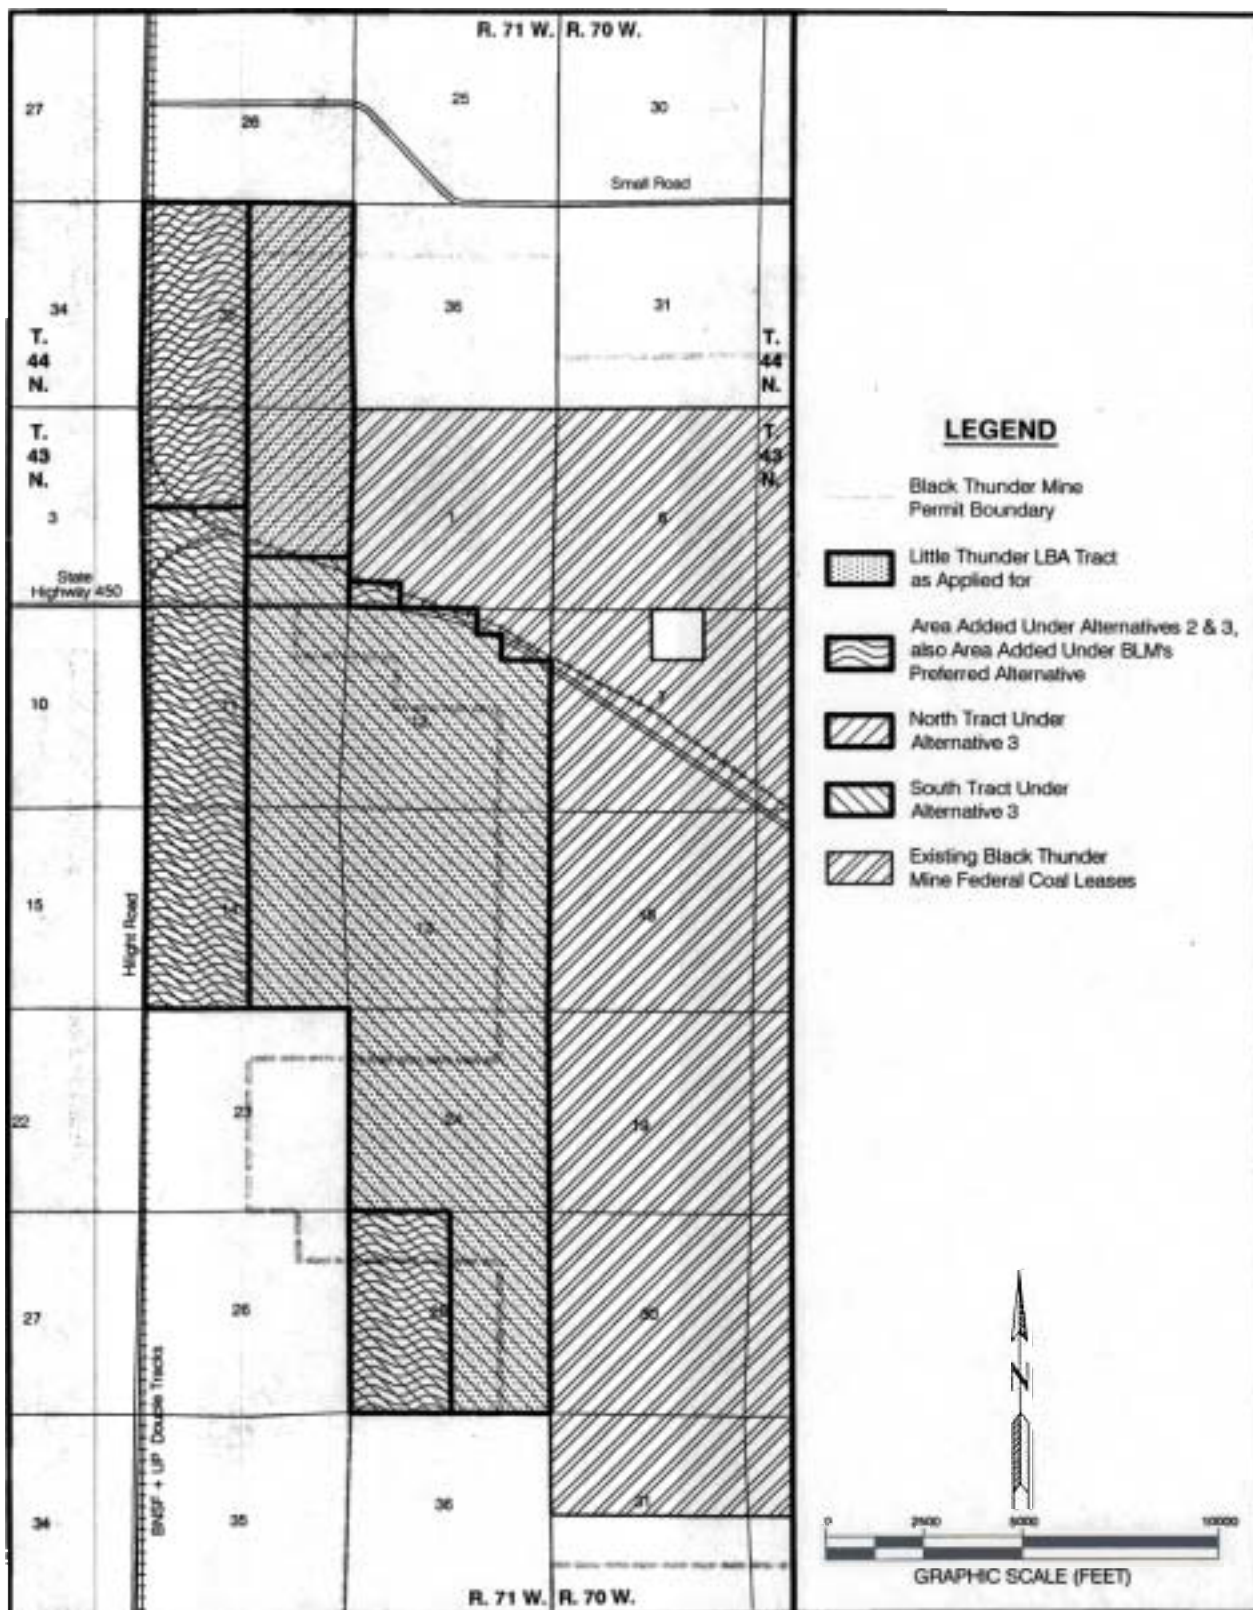 R. 71 W. R. 70 W.
27
26
25
30
Small Road
34
36
31
T.
44
N.
T.
44
N.
T.
43
N.
T.
43
N.
3
1
6
State
Highway 450
10
11
12
7
15
14
13
18
Hilight Road
22
23
24
19
27
26
25
30
BNSF + UP Double Tracks
34
35
36
31
R. 71 W. R. 70 W.
LEGEND
Black Thunder Mine
Permit Boundary
Little Thunder LBA Tract
as Applied for
Area Added Under Alternatives 2 & 3,
also Area Added Under BLM's
Preferred Alternative
North Tract Under
Alternative 3
South Tract Under
Alternative 3
Existing Black Thunder
Mine Federal Coal Leases
N
0 2500 5000 10000
GRAPHIC SCALE (FEET)